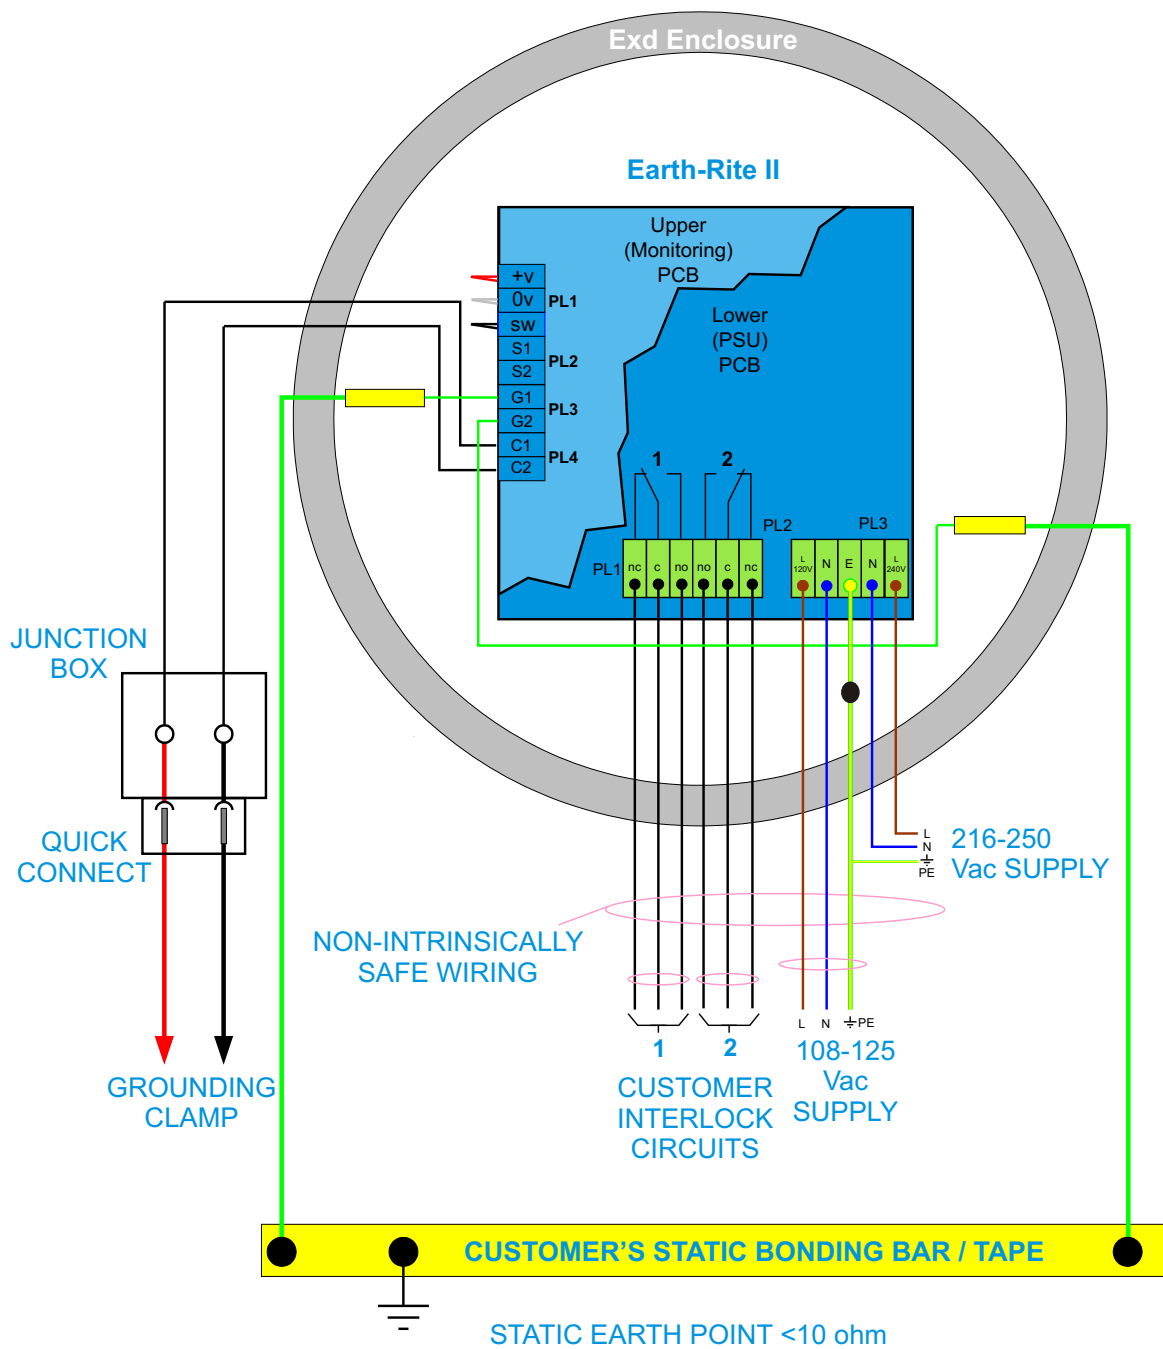 Exd Enclosure
Earth-Rite II
Upper
(Monitoring)
PCB
Lower
(PSU)
PCB
+v
0v
sw
PL1
S1
S2
PL2
G1
G2
PL3
C1
C2
PL4
1
2
PL2
PL3
PL1
nc
c
no
no
c
nc
L
120V
N
E
N
L
240V
JUNCTION
BOX
QUICK
CONNECT
L
N
PE
216-250
Vac SUPPLY
NON-INTRINSICALLY
SAFE WIRING
L
N
PE
1
2
108-125
Vac
SUPPLY
GROUNDING
CLAMP
CUSTOMER
INTERLOCK
CIRCUITS
CUSTOMER’S STATIC BONDING BAR / TAPE
STATIC EARTH POINT <10 ohm